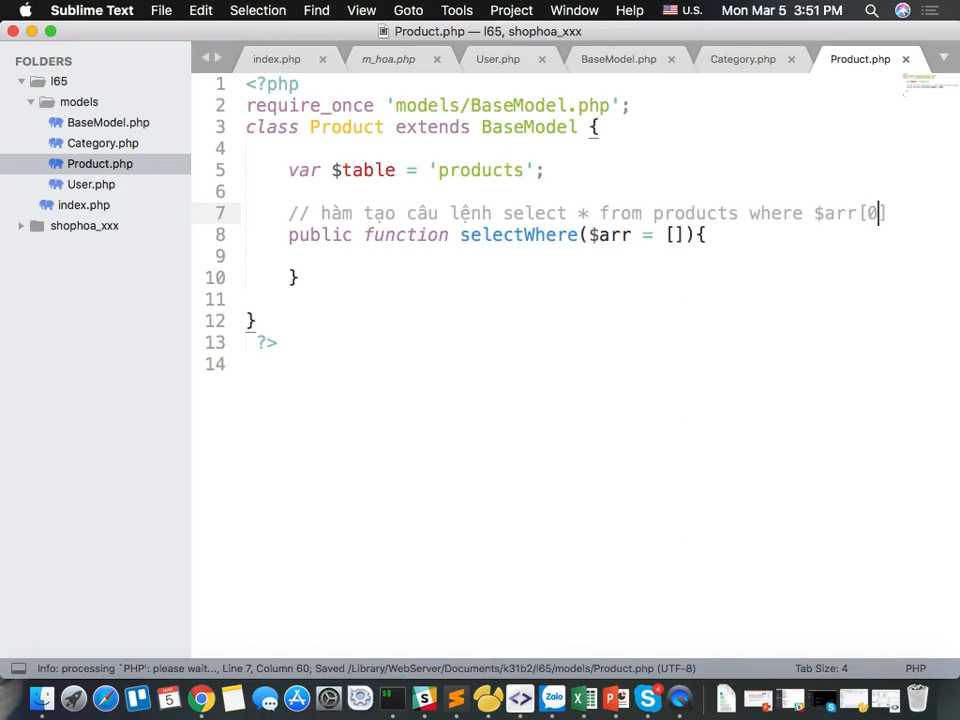 Sublime Text File Edit Selection Find View Goto Tools Project Window Help U.S. Mon Mar 5 3:51 PM
Product.php — l65, shophoa_xxx
FOLDERS
l65
models
BaseModel.php
Category.php
Product.php
User.php
index.php
shophoa_xxx
index.php m_hoa.php User.php BaseModel.php Category.php Product.php
1 <?php
2 require_once 'models/BaseModel.php';
3 class Product extends BaseModel {
4
5 var $table = 'products';
6
7 // hàm tạo câu lệnh select * from products where $arr[0]
8 public function selectWhere($arr = []){
9
10 }
11
12 }
13 ?>
14
Info: processing `PHP': please wait..., Line 7, Column 60; Saved /Library/WebServer/Documents/k31b2/l65/models/Product.php (UTF-8) Tab Size: 4 PHP